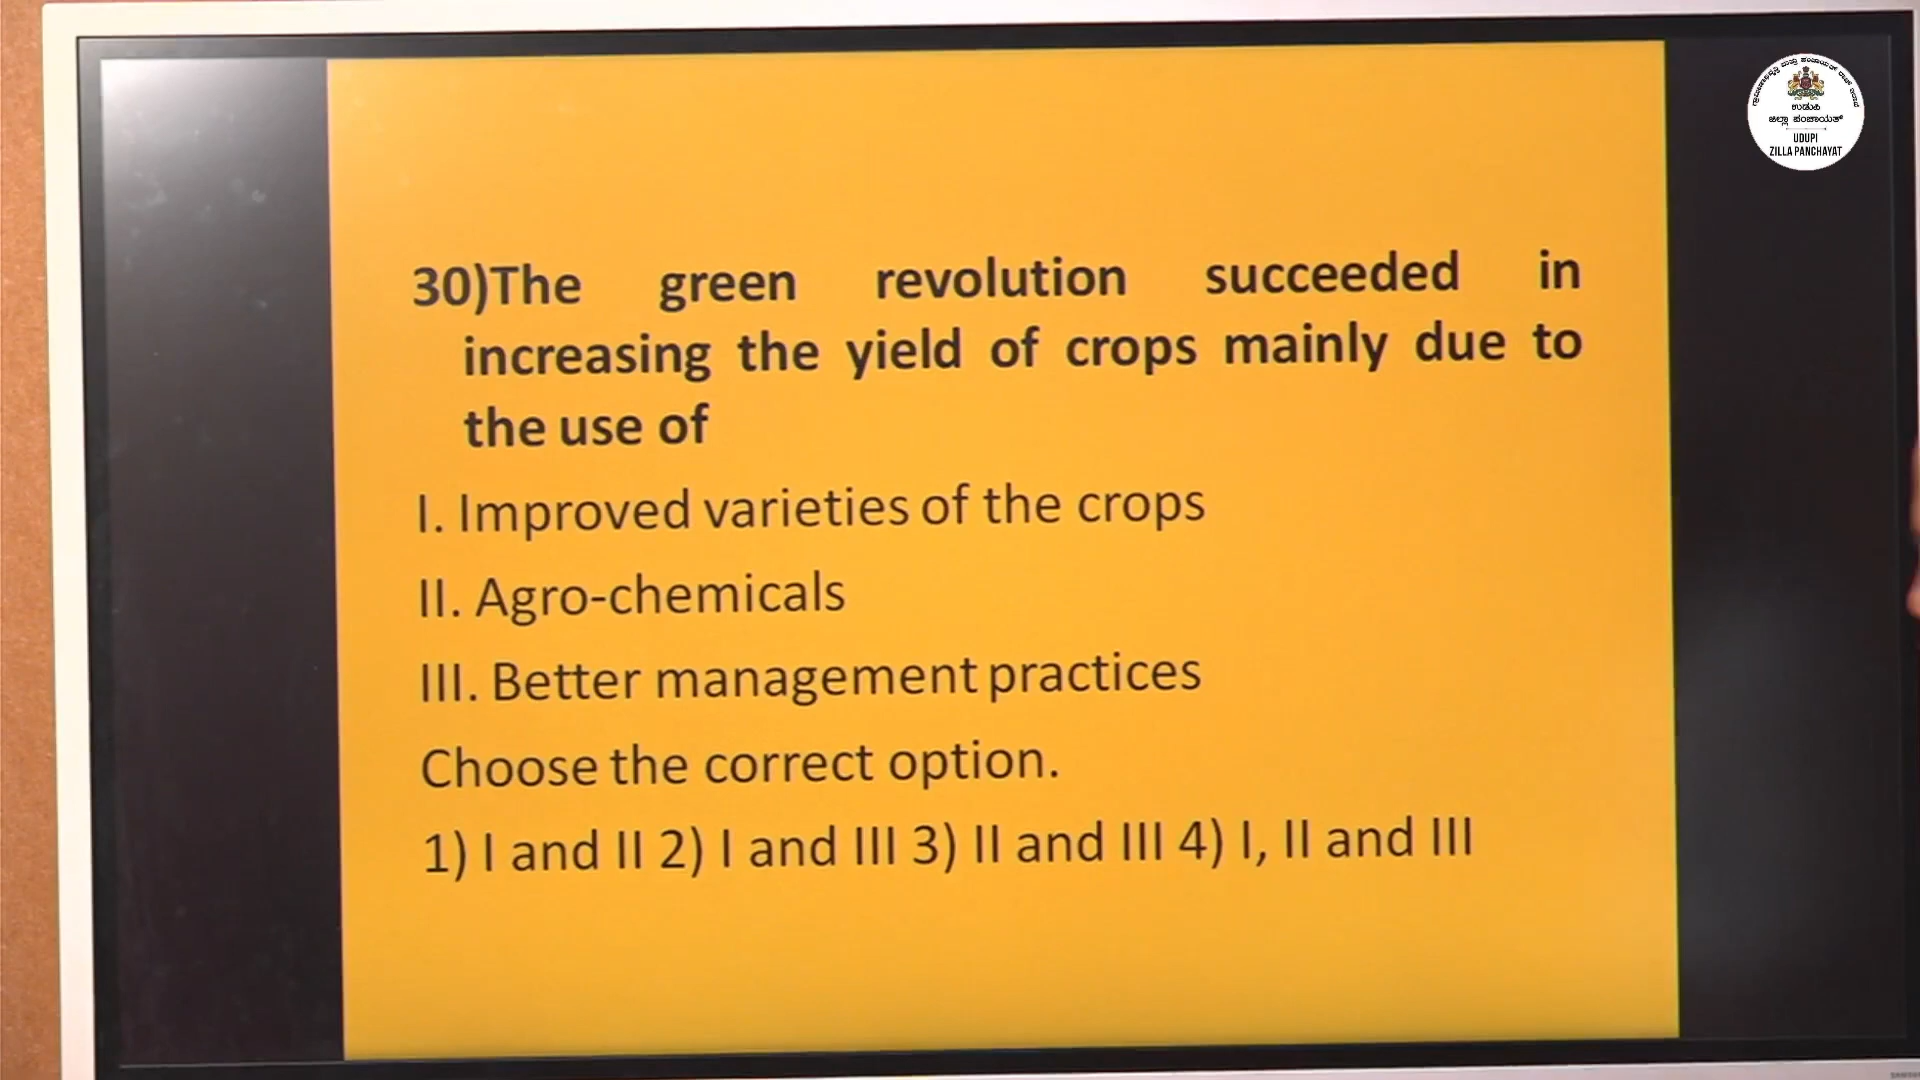 30)The green revolution succeeded in
increasing the yield of crops mainly due to
the use of
I. Improved varieties of the crops
II. Agro-chemicals
III. Better management practices
Choose the correct option.
1) I and II 2) I and III 3) II and III 4) I, II and III
ಉಡುಪಿ
ಜಿಲ್ಲಾ ಪಂಚಾಯತ್
UDUPI
ZILLA PANCHAYAT